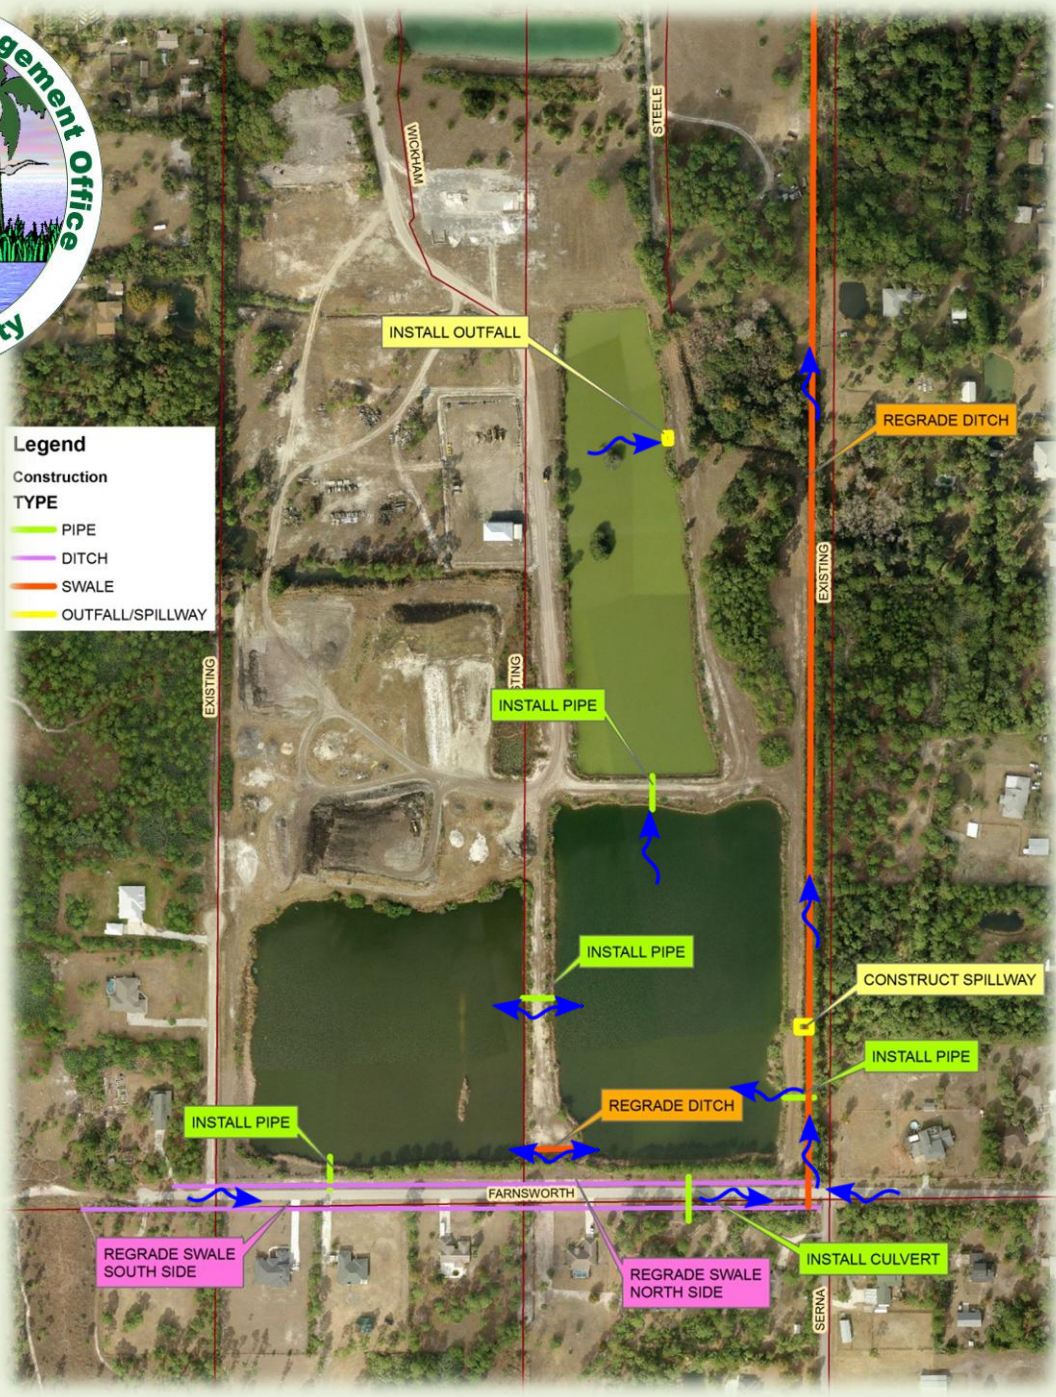 gement Office
ty
WICKHAM
STEELE
INSTALL OUTFALL
REGRADE DITCH
Legend
Construction
TYPE
PIPE
DITCH
SWALE
OUTFALL/SPILLWAY
EXISTING
EXISTING
STING
INSTALL PIPE
INSTALL PIPE
CONSTRUCT SPILLWAY
INSTALL PIPE
REGRADE DITCH
INSTALL PIPE
FARNSWORTH
REGRADE SWALE
SOUTH SIDE
REGRADE SWALE
NORTH SIDE
INSTALL CULVERT
SERNA